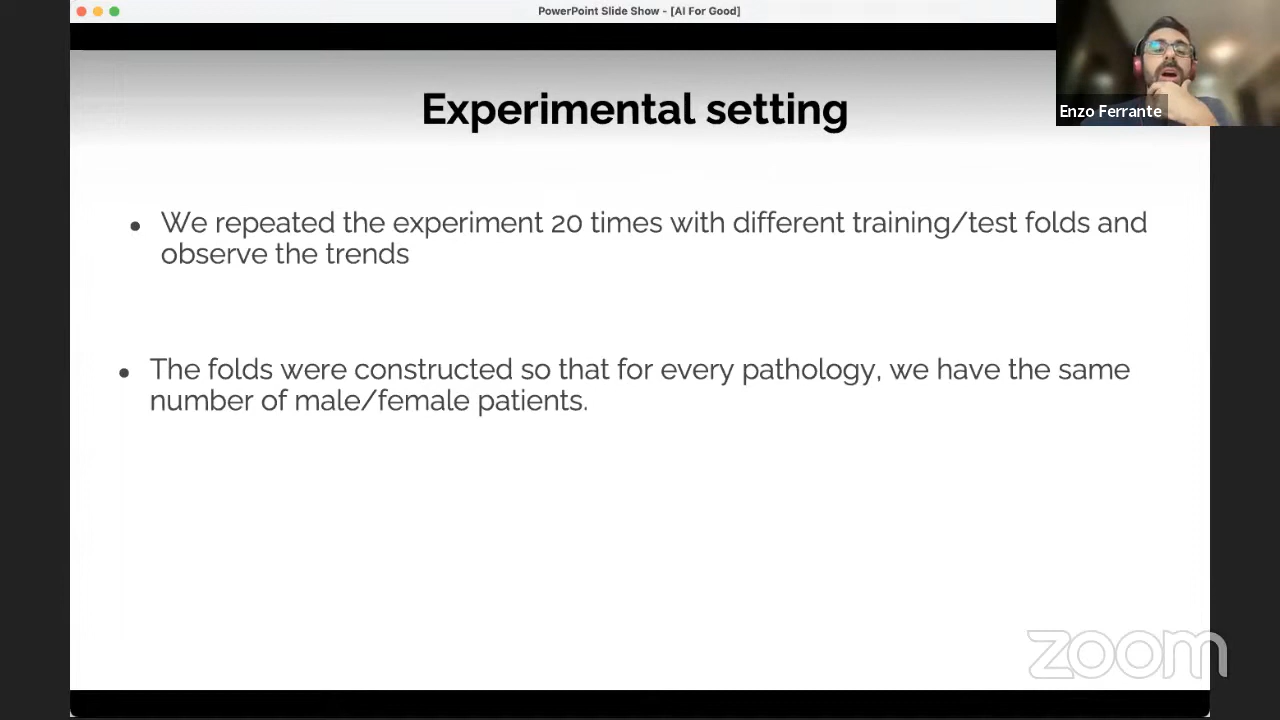 PowerPoint Slide Show - [AI For Good]
Experimental setting
Enzo Ferrante
• We repeated the experiment 20 times with different training/test folds and
observe the trends
• The folds were constructed so that for every pathology, we have the same
number of male/female patients.
zoom